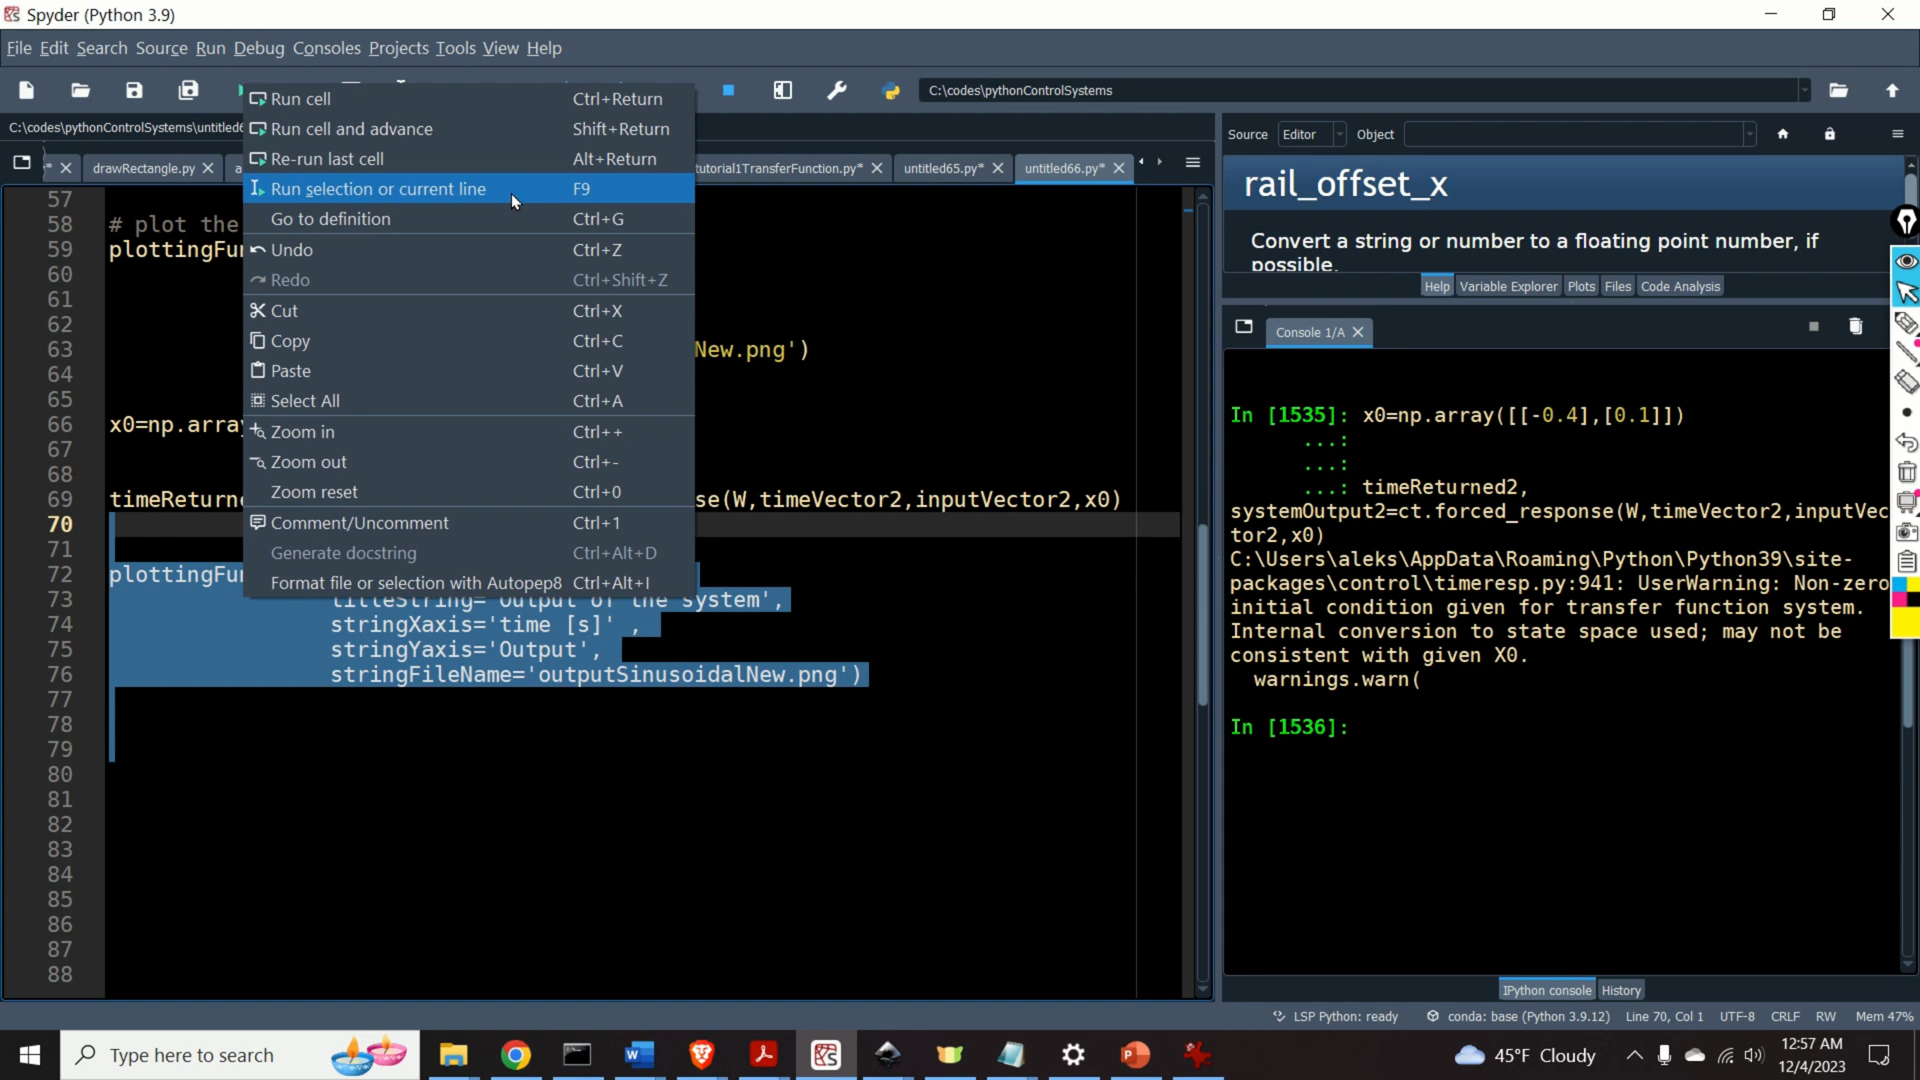 Spyder (Python 3.9)
File Edit Search Source Run Debug Consoles Projects Tools View Help
C:\codes\pythonControlSystems
C:\codes\pythonControlSystems\untitled6
* drawRectangle.py
tutorial1TransferFunction.py* untitled65.py* untitled66.py*
Run cell Ctrl+Return
Run cell and advance Shift+Return
Re-run last cell Alt+Return
Run selection or current line F9
Go to definition Ctrl+G
Undo Ctrl+Z
Redo Ctrl+Shift+Z
Cut Ctrl+X
Copy Ctrl+C
Paste Ctrl+V
Select All Ctrl+A
Zoom in Ctrl++
Zoom out Ctrl+-
Zoom reset Ctrl+0
Comment/Uncomment Ctrl+1
Generate docstring Ctrl+Alt+D
Format file or selection with Autopep8 Ctrl+Alt+I
57
58 # plot the
59 plottingFu
60
61
62
63 New.png')
64
65
66 x0=np.arra
67
68
69 timeReturn se(W,timeVector2,inputVector2,x0)
70
71
72 plottingFu
73 titleString='Output of the system',
74 stringXaxis='time [s]' ,
75 stringYaxis='Output',
76 stringFileName='outputSinusoidalNew.png')
77
78
79
80
81
82
83
84
85
86
87
88
Source Editor Object
rail_offset_x
Convert a string or number to a floating point number, if
possible.
Help Variable Explorer Plots Files Code Analysis
Console 1/A
In [1535]: x0=np.array([[-0.4],[0.1]])
...:
...:
...: timeReturned2,
systemOutput2=ct.forced_response(W,timeVector2,inputVec
tor2,x0)
C:\Users\aleks\AppData\Roaming\Python\Python39\site-
packages\control\timeresp.py:941: UserWarning: Non-zero
initial condition given for transfer function system.
Internal conversion to state space used; may not be
consistent with given X0.
warnings.warn(
In [1536]:
IPython console History
LSP Python: ready conda: base (Python 3.9.12) Line 70, Col 1 UTF-8 CRLF RW Mem 47%
Type here to search
45°F Cloudy
12:57 AM
12/4/2023